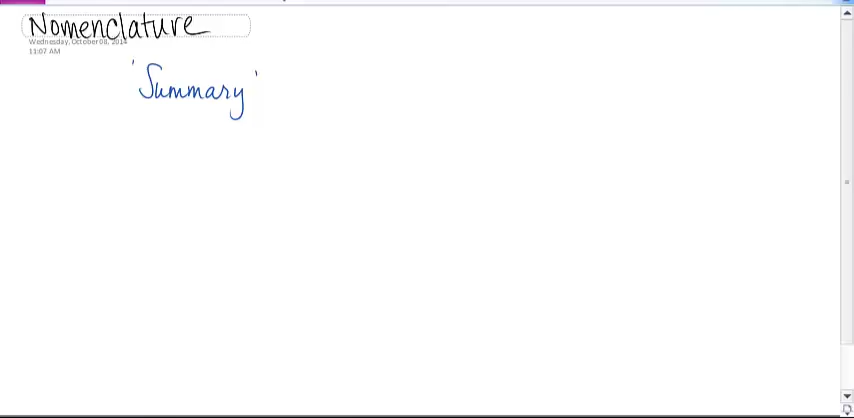 Nomenclature
Wednesday, October 08, 2014
11:07 AM
'Summary'